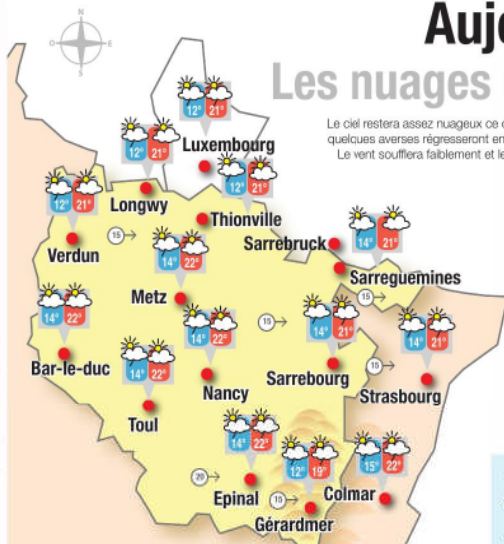 Aujo
Les nuages
Le ciel restera assez nuageux ce
quelques averses régresseront en
Le vent soufflera faiblement et le
N
O
E
S
12° 21°
Luxembourg
12° 21°
Longwy
12° 21°
Thionville
12° 21°
Verdun
15
14° 22°
Metz
14° 21°
Sarrebruck
Sarreguemines
15
14° 22°
Bar-le-duc
14° 22°
Toul
14° 22°
Nancy
15
14° 21°
Sarrebourg
15
14° 21°
Strasbourg
14° 22°
20
Epinal
12° 19°
15
Gérardmer
15° 22°
Colmar